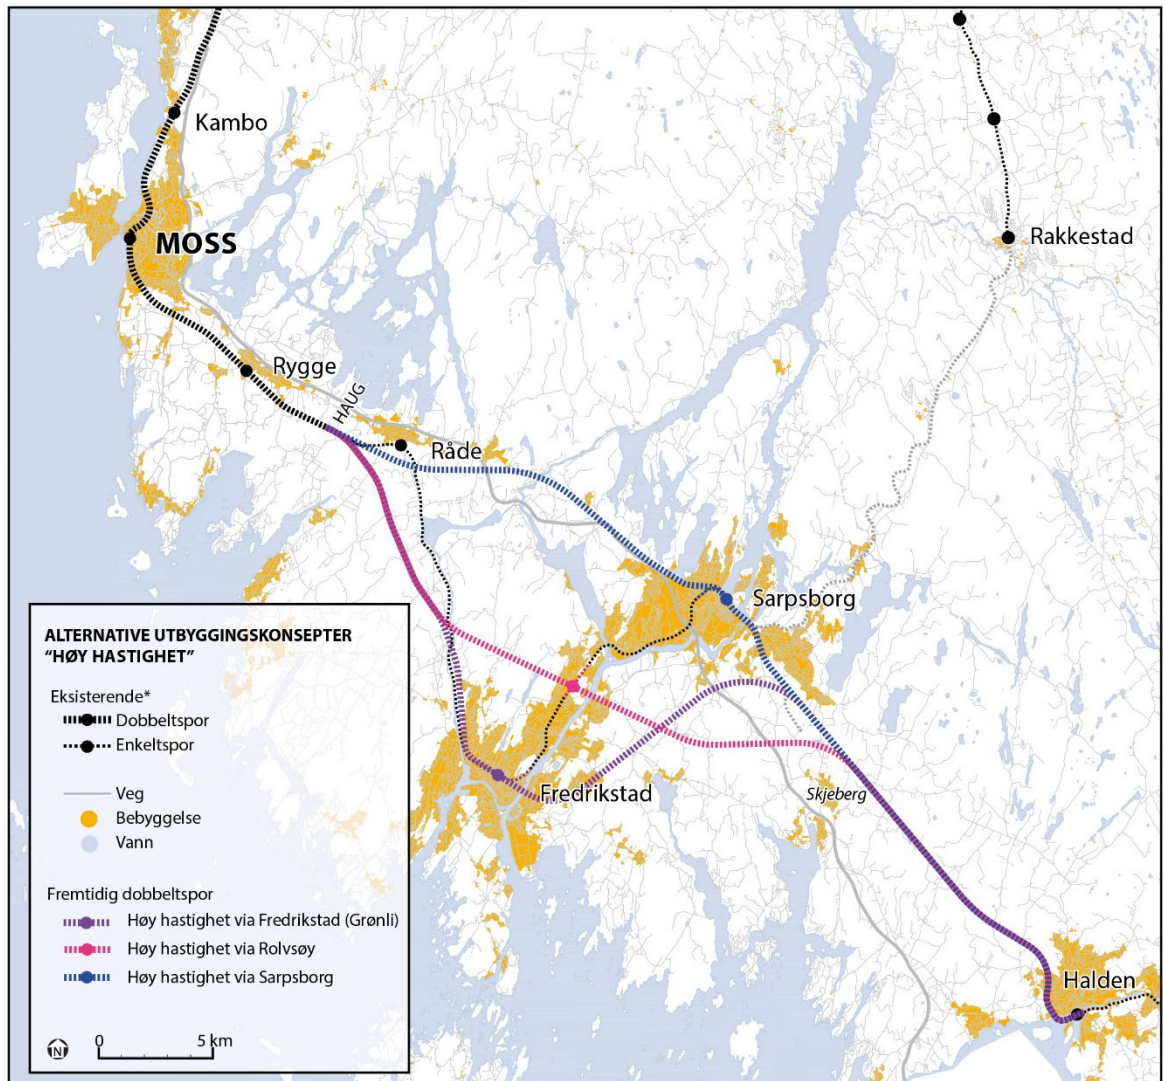 Kambo
MOSS
Rakkestad
Rygge
HAUG
Råde
Sarpsborg
Fredrikstad
Skjeberg
Halden
ALTERNATIVE UTBYGGINGSKONSEPTER
“HØY HASTIGHET”
Eksisterende*
Dobbeltspor
Enkeltspor
Veg
Bebyggelse
Vann
Fremtidig dobbeltspor
Høy hastighet via Fredrikstad (Grønli)
Høy hastighet via Rolvsøy
Høy hastighet via Sarpsborg
N
0 5 km